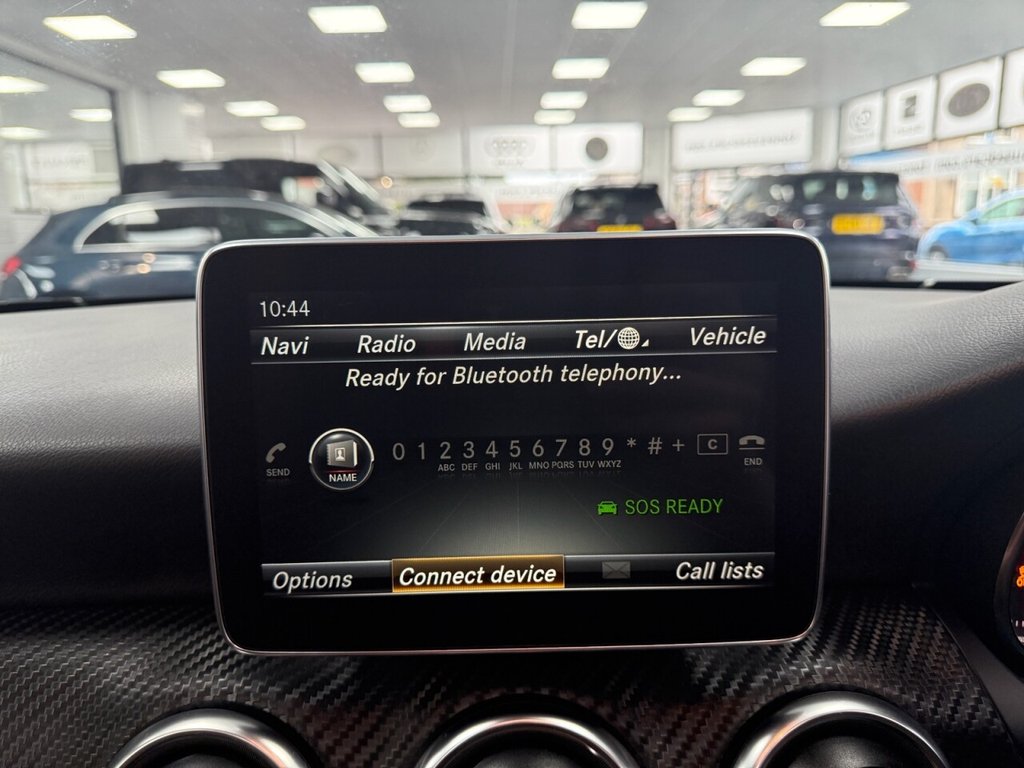 10:44
Navi Radio Media Tel/ Vehicle
Ready for Bluetooth telephony...
SEND NAME 0 1 2 3 4 5 6 7 8 9 * # + C END
ABC DEF GHI JKL MNO PQRS TUV WXYZ
SOS READY
Options Connect device Call lists